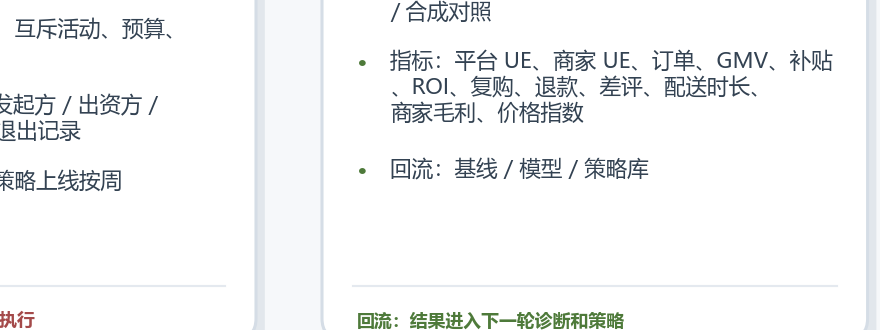 互斥活动、预算、
发起方 / 出资方 /
退出记录
策略上线按周
执行
/ 合成对照
• 指标：平台 UE、商家 UE、订单、GMV、补贴
、ROI、复购、退款、差评、配送时长、
商家毛利、价格指数
• 回流：基线 / 模型 / 策略库
回流：结果进入下一轮诊断和策略